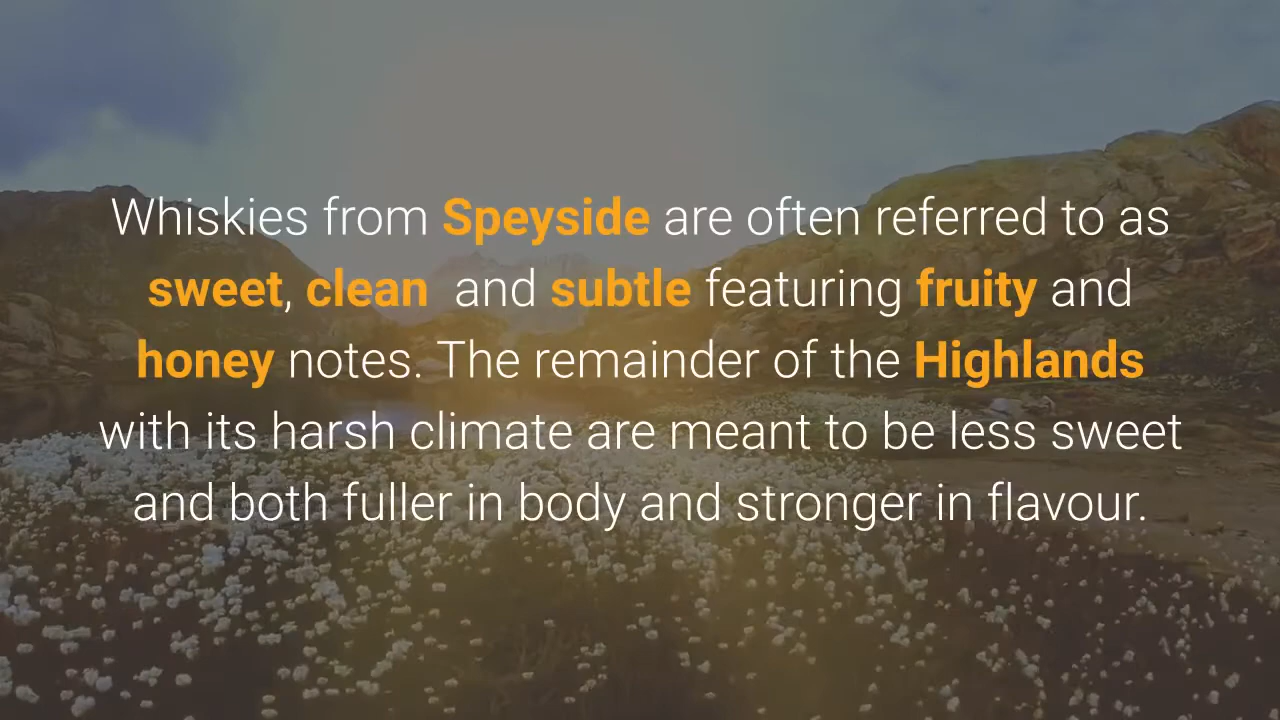 Whiskies from Speyside are often referred to as
sweet, clean  and subtle featuring fruity and
honey notes. The remainder of the Highlands
with its harsh climate are meant to be less sweet
and both fuller in body and stronger in flavour.